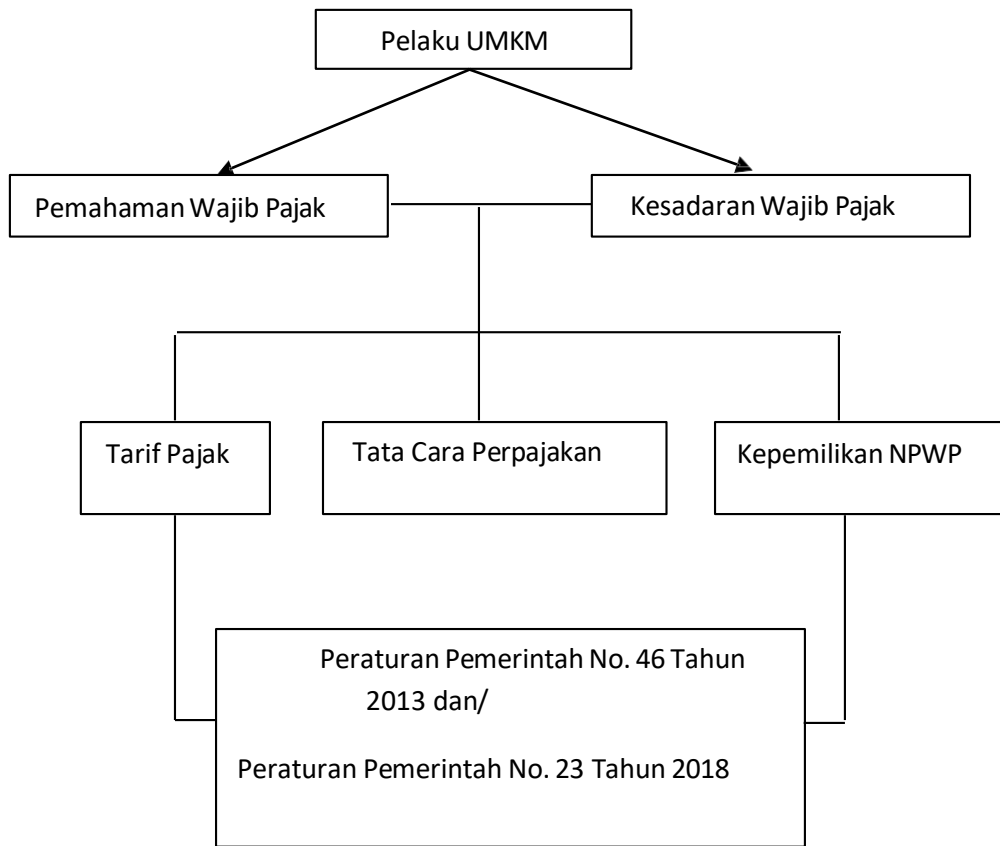 Pelaku UMKM
Pemahaman Wajib Pajak
Kesadaran Wajib Pajak
Tarif Pajak
Tata Cara Perpajakan
Kepemilikan NPWP
Peraturan Pemerintah No. 46 Tahun
2013 dan/
Peraturan Pemerintah No. 23 Tahun 2018